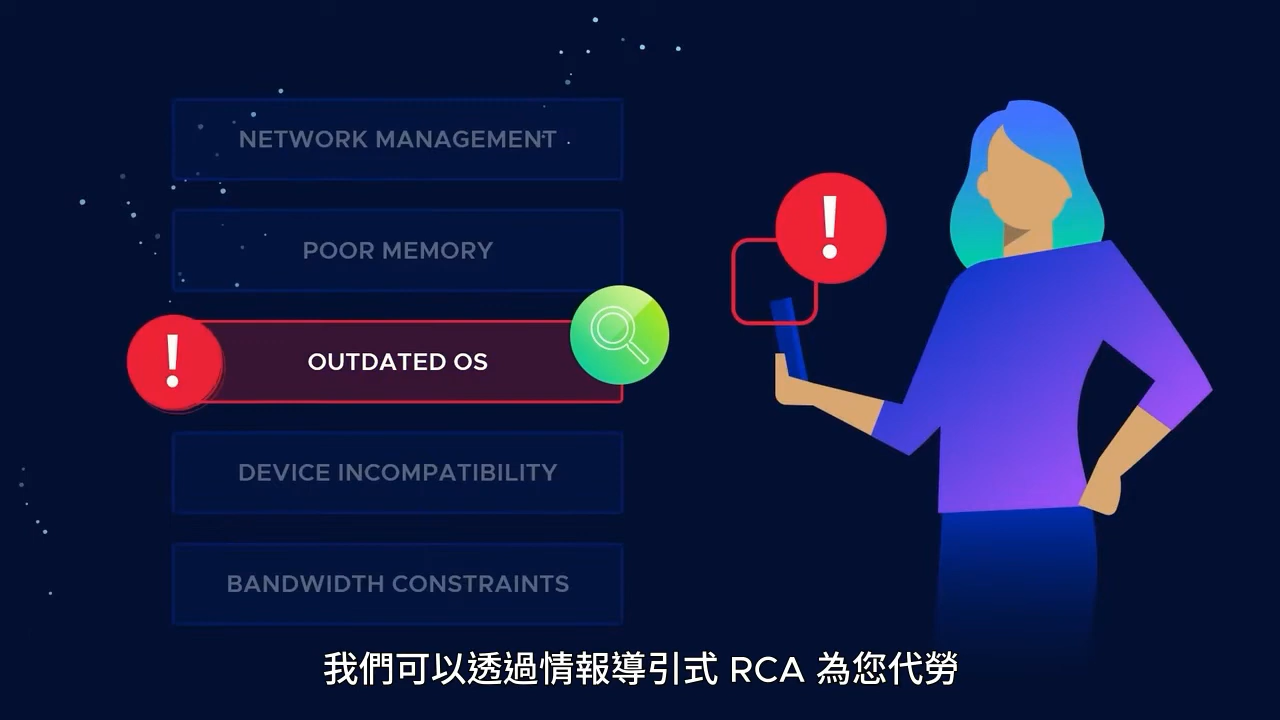 NETWORK MANAGEMENT
POOR MEMORY
OUTDATED OS
DEVICE INCOMPATIBILITY
BANDWIDTH CONSTRAINTS
我們可以透過情報導引式 RCA 為您代勞